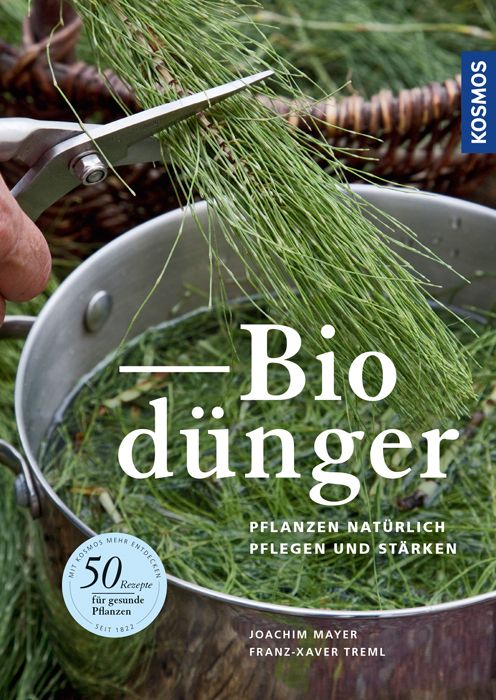 KOSMOS
Bio
dünger
PFLANZEN NATÜRLICH
PFLEGEN UND STÄRKEN
MIT KOSMOS MEHR ENTDECKEN
50 Rezepte
für gesunde
Pflanzen
SEIT 1822
JOACHIM MAYER
FRANZ-XAVER TREML